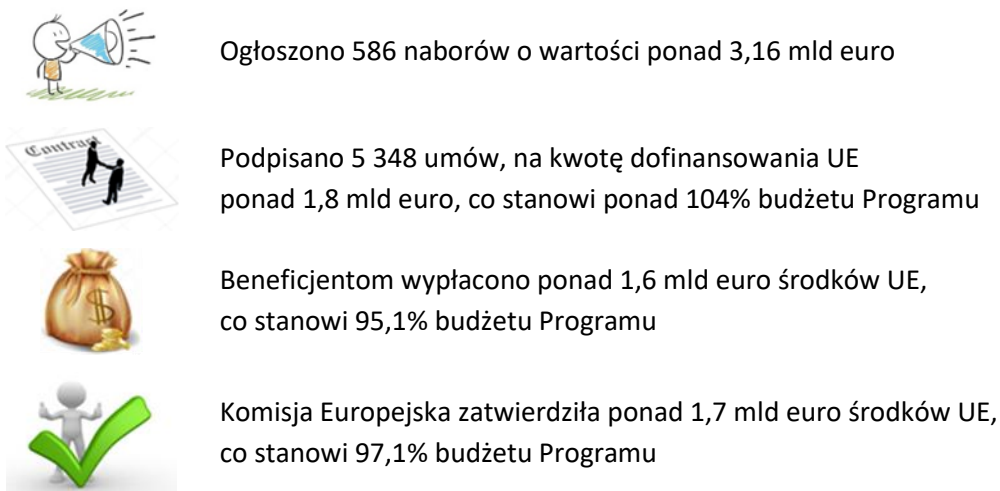 Ogłoszono 586 naborów o wartości ponad 3,16 mld euro
Contract
Podpisano 5 348 umów, na kwotę dofinansowania UE
ponad 1,8 mld euro, co stanowi ponad 104% budżetu Programu
Beneficjentom wypłacono ponad 1,6 mld euro środków UE,
co stanowi 95,1% budżetu Programu
$
Komisja Europejska zatwierdziła ponad 1,7 mld euro środków UE,
co stanowi 97,1% budżetu Programu